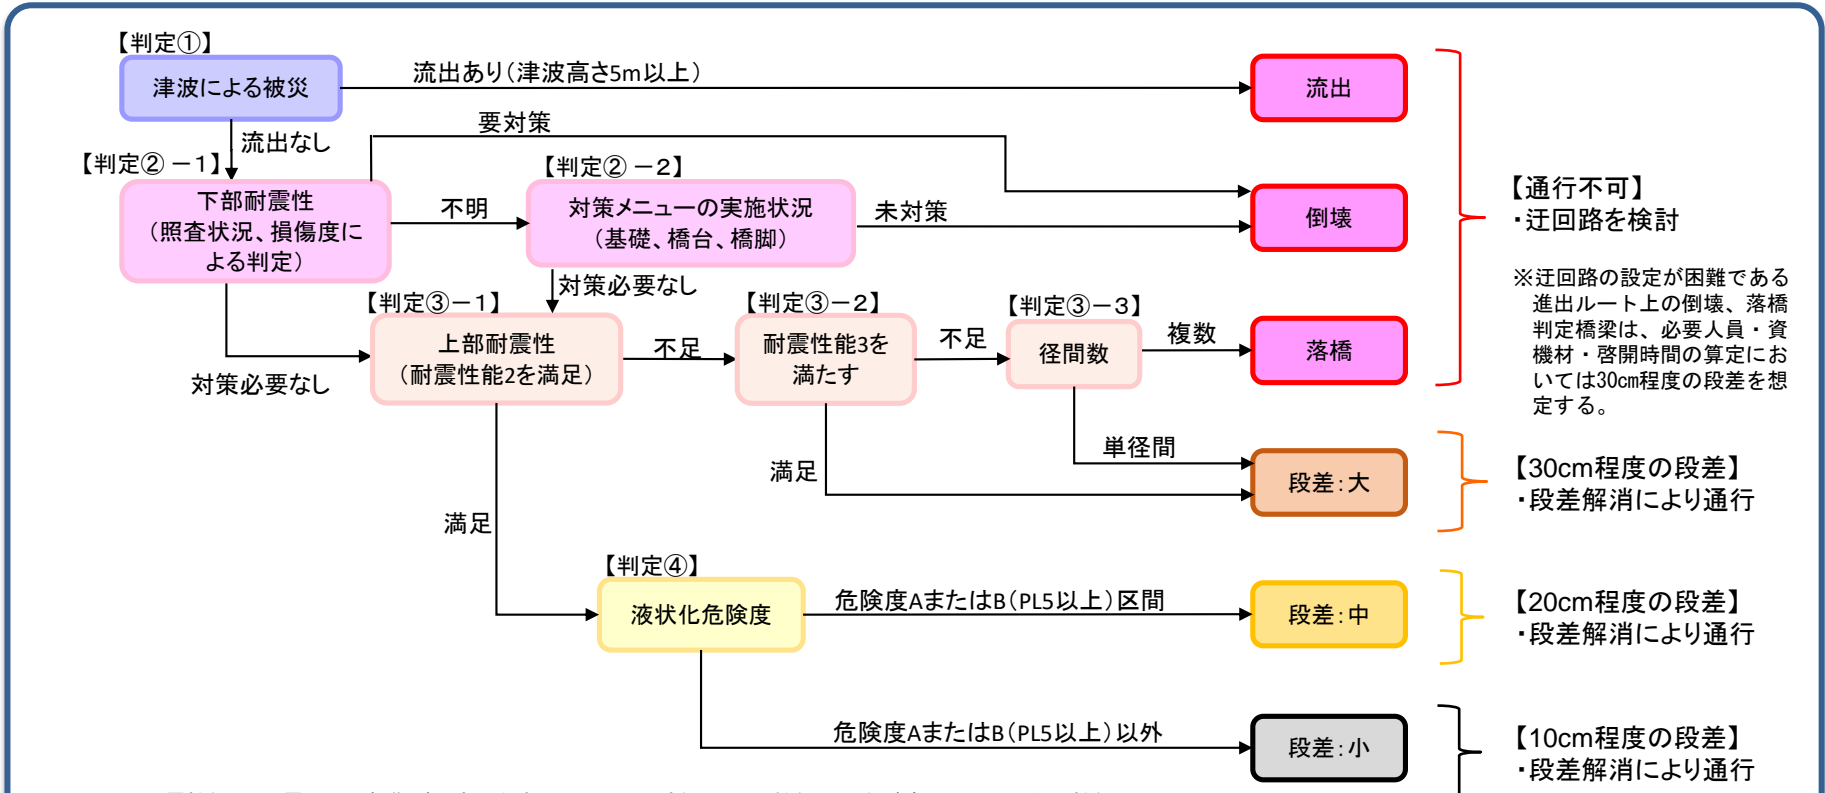 【判定①】
津波による被災
流出あり（津波高さ5m以上）
流出
流出なし
要対策
【判定②－1】
下部耐震性
（照査状況、損傷度に
よる判定）
不明
【判定②－2】
対策メニューの実施状況
（基礎、橋台、橋脚）
未対策
倒壊
【通行不可】
・迂回路を検討
※迂回路の設定が困難である
進出ルート上の倒壊、落橋
判定橋梁は、必要人員・資
機材・啓開時間の算定にお
いては30cm程度の段差を想
定する。
対策必要なし
対策必要なし
【判定③－1】
上部耐震性
（耐震性能2を満足）
不足
【判定③－2】
耐震性能3を
満たす
不足
【判定③－3】
径間数
複数
落橋
単径間
満足
段差：大
【30cm程度の段差】
・段差解消により通行
満足
【判定④】
液状化危険度
危険度AまたはB（PL5以上）区間
段差：中
【20cm程度の段差】
・段差解消により通行
危険度AまたはB（PL5以上）以外
段差：小
【10cm程度の段差】
・段差解消により通行